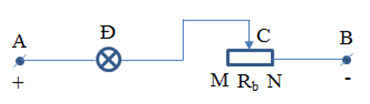 A Đ C B
+ M R_b N -